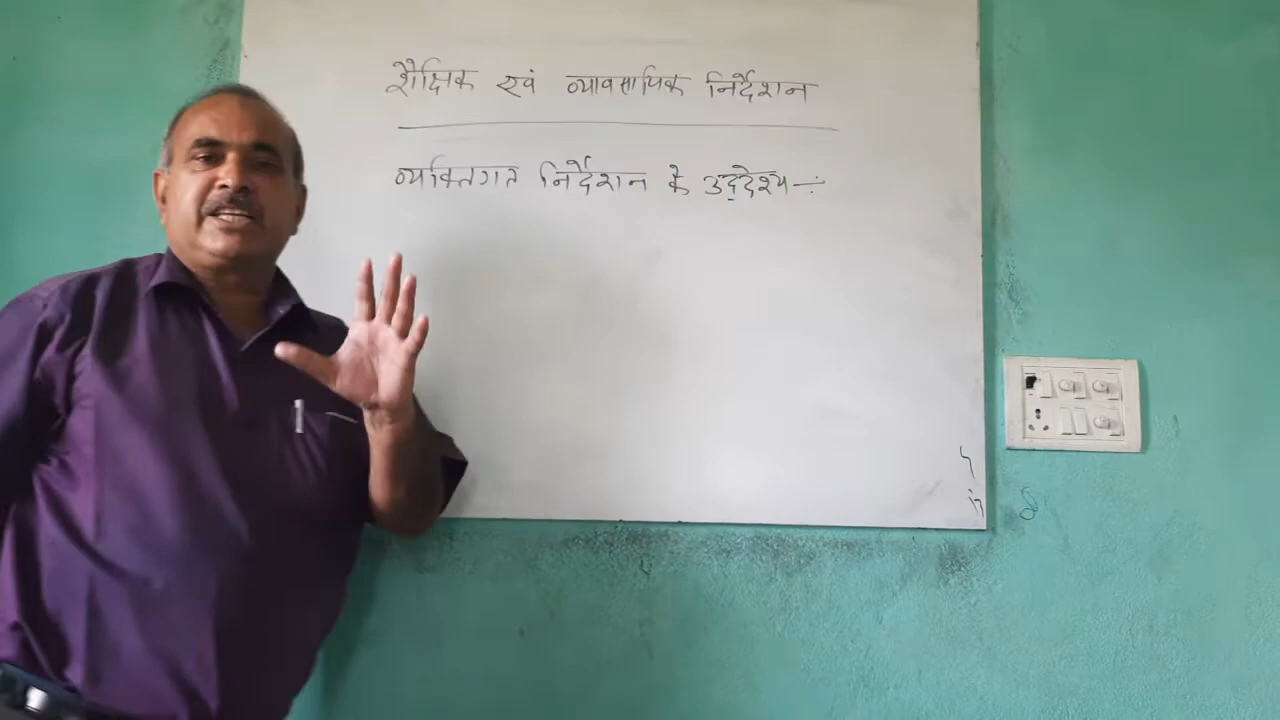 शैक्षिक एवं व्यावसायिक निर्देशन
व्यक्तिगत निर्देशन के उद्देश्य÷